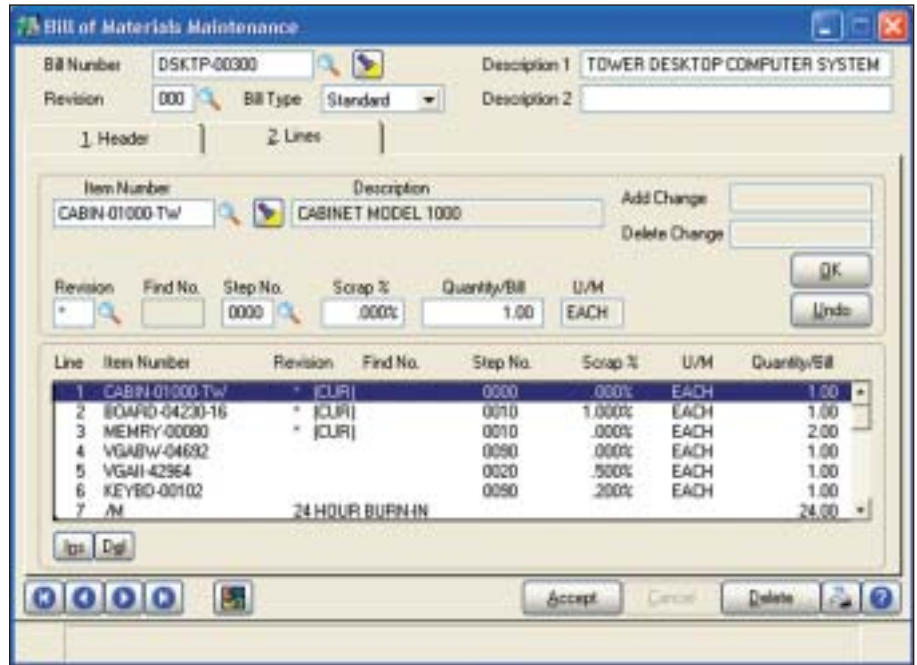 Bill of Materials Maintenance
Bill Number DSKTP-00300 Description 1 TOWER DESKTOP COMPUTER SYSTEM
Revision 000 Bill Type Standard Description 2
1. Header 2. Lines
Item Number Description Add Change
CABIN-01000-TW CABINET MODEL 1000 Delete Change
OK
Revision Find No. Step No. Scrap % Quantity/Bill U/M
* 0000 .000% 1.00 EACH Undo
Line Item Number Revision Find No. Step No. Scrap % U/M Quantity/Bill
1 CABIN-01000-TW * (CUR) 0000 .000% EACH 1.00
2 BOARD-04230-16 * (CUR) 0010 1.000% EACH 1.00
3 MEMRY-00080 * (CUR) 0010 .000% EACH 2.00
4 VGABW-04692 0090 .000% EACH 1.00
5 VGAII-42964 0020 .500% EACH 1.00
6 KEYBD-00102 0090 .200% EACH 1.00
7 /M 24 HOUR BURN-IN 24.00
Ins Del
Accept Cancel Delete